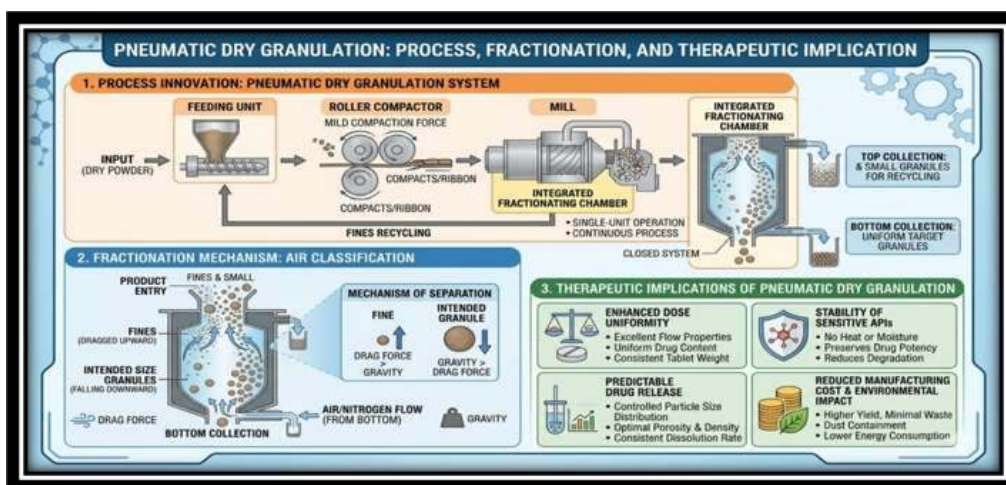 PNEUMATIC DRY GRANULATION: PROCESS, FRACTIONATION, AND THERAPEUTIC IMPLICATION
1. PROCESS INNOVATION: PNEUMATIC DRY GRANULATION SYSTEM
FEEDING UNIT
ROLLER COMPACTOR
MILD COMPACTION FORCE
MILL
INTEGRATED
FRACTIONATING
CHAMBER
INPUT
(DRY POWDER)
COMPACTS/RIBBON
COMPACTS/RIBBON
INTEGRATED
FRACTIONATING CHAMBER
FINES RECYCLING
• SINGLE-UNIT OPERATION
• CONTINUOUS PROCESS
CLOSED SYSTEM
TOP COLLECTION:
& SMALL GRANULES
FOR RECYCLING
BOTTOM COLLECTION:
UNIFORM TARGET
GRANULES
2. FRACTIONATION MECHANISM: AIR CLASSIFICATION
PRODUCT
ENTRY
FINES & SMALL
FINES
(DRAGGED UPWARD)
INTENDED SIZE
GRANULES
(FALLING DOWNWARD)
DRAG FORCE
BOTTOM COLLECTION
AIR/NITROGEN FLOW
(FROM BOTTOM)
GRAVITY
MECHANISM OF SEPARATION
FINE
DRAG FORCE
>
GRAVITY
INTENDED
GRANULE
GRAVITY >
DRAG FORCE
3. THERAPEUTIC IMPLICATIONS OF PNEUMATIC DRY GRANULATION
ENHANCED DOSE
UNIFORMITY
• Excellent Flow Properties
• Uniform Drug Content
• Consistent Tablet Weight
STABILITY OF
SENSITIVE APIs
• No Heat or Moisture
• Preserves Drug Potency
• Reduces Degradation
PREDICTABLE
DRUG RELEASE
• Controlled Particle Size
Distribution
• Optimal Porosity & Density
• Consistent Dissolution Rate
REDUCED MANUFACTURING
COST & ENVIRONMENTAL
IMPACT
• Higher Yield, Minimal Waste
• Dust Containment
• Lower Energy Consumption